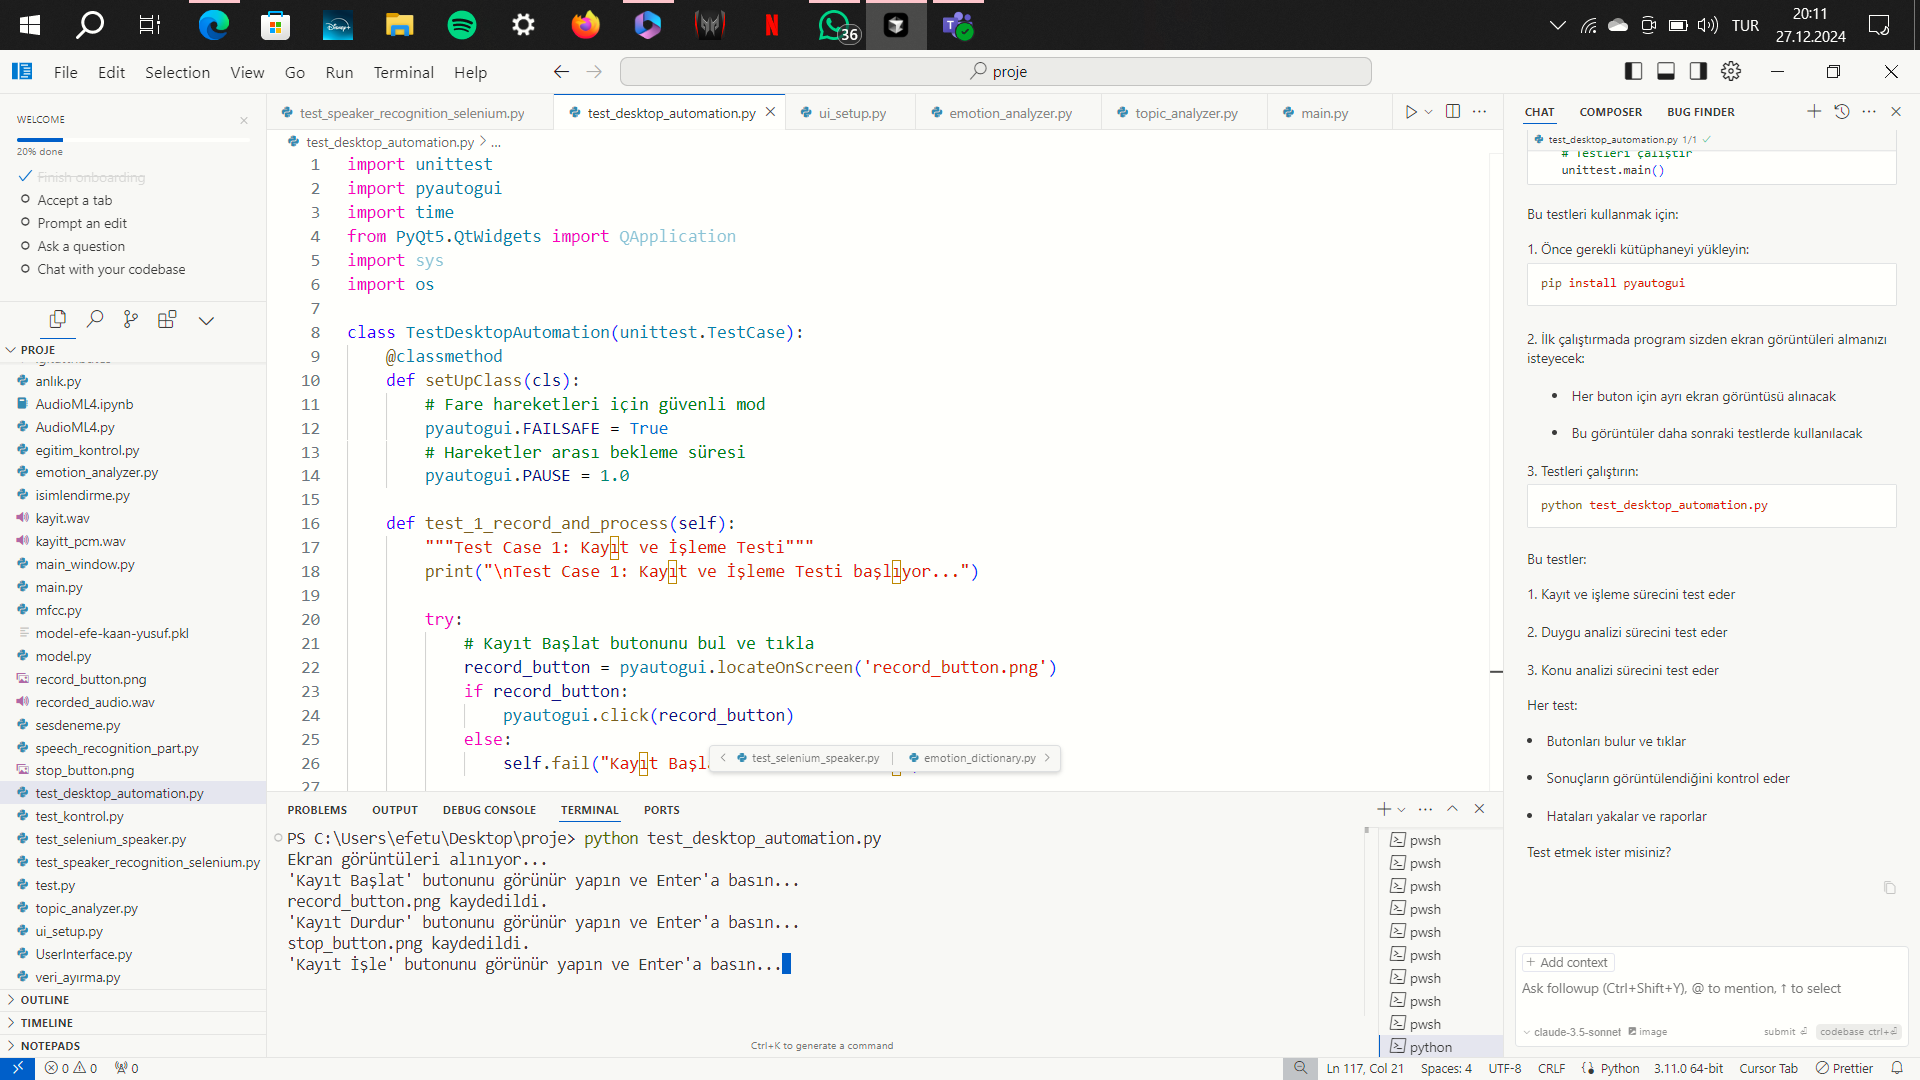 36
TUR
20:11
27.12.2024
File Edit Selection View Go Run Terminal Help
proje
WELCOME
20% done
Finish onboarding
Accept a tab
Prompt an edit
Ask a question
Chat with your codebase
PROJE
anlık.py
AudioML4.ipynb
AudioML4.py
egitim_kontrol.py
emotion_analyzer.py
isimlendirme.py
kayit.wav
kayitt_pcm.wav
main_window.py
main.py
mfcc.py
model-efe-kaan-yusuf.pkl
model.py
record_button.png
recorded_audio.wav
sesdeneme.py
speech_recognition_part.py
stop_button.png
test_desktop_automation.py
test_kontrol.py
test_selenium_speaker.py
test_speaker_recognition_selenium.py
test.py
topic_analyzer.py
ui_setup.py
UserInterface.py
veri_ayırma.py
OUTLINE
TIMELINE
NOTEPADS
test_speaker_recognition_selenium.py test_desktop_automation.py ui_setup.py emotion_analyzer.py topic_analyzer.py main.py
test_desktop_automation.py > ...
1 import unittest
2 import pyautogui
3 import time
4 from PyQt5.QtWidgets import QApplication
5 import sys
6 import os
7
8 class TestDesktopAutomation(unittest.TestCase):
9 @classmethod
10 def setUpClass(cls):
11 # Fare hareketleri için güvenli mod
12 pyautogui.FAILSAFE = True
13 # Hareketler arası bekleme süresi
14 pyautogui.PAUSE = 1.0
15
16 def test_1_record_and_process(self):
17 """Test Case 1: Kayıt ve İşleme Testi"""
18 print("\nTest Case 1: Kayıt ve İşleme Testi başlıyor...")
19
20 try:
21 # Kayıt Başlat butonunu bul ve tıkla
22 record_button = pyautogui.locateOnScreen('record_button.png')
23 if record_button:
24 pyautogui.click(record_button)
25 else:
26 self.fail("Kayıt Başl
27
test_selenium_speaker.py emotion_dictionary.py
PROBLEMS OUTPUT DEBUG CONSOLE TERMINAL PORTS
PS C:\Users\efetu\Desktop\proje> python test_desktop_automation.py
Ekran görüntüleri alınıyor...
'Kayıt Başlat' butonunu görünür yapın ve Enter'a basın...
record_button.png kaydedildi.
'Kayıt Durdur' butonunu görünür yapın ve Enter'a basın...
stop_button.png kaydedildi.
'Kayıt İşle' butonunu görünür yapın ve Enter'a basın...
Ctrl+K to generate a command
pwsh
pwsh
pwsh
pwsh
pwsh
pwsh
pwsh
pwsh
pwsh
python
CHAT COMPOSER BUG FINDER
test_desktop_automation.py 1/1
# Testleri çalıştır
unittest.main()
Bu testleri kullanmak için:
1. Önce gerekli kütüphaneyi yükleyin:
pip install pyautogui
2. İlk çalıştırmada program sizden ekran görüntüleri almanızı
isteyecek:
• Her buton için ayrı ekran görüntüsü alınacak
• Bu görüntüler daha sonraki testlerde kullanılacak
3. Testleri çalıştırın:
python test_desktop_automation.py
Bu testler:
1. Kayıt ve işleme sürecini test eder
2. Duygu analizi sürecini test eder
3. Konu analizi sürecini test eder
Her test:
• Butonları bulur ve tıklar
• Sonuçların görüntülendiğini kontrol eder
• Hataları yakalar ve raporlar
Test etmek ister misiniz?
+ Add context
Ask followup (Ctrl+Shift+Y), @ to mention, ↑ to select
claude-3.5-sonnet image submit codebase ctrl+
0 0 0
Ln 117, Col 21 Spaces: 4 UTF-8 CRLF Python 3.11.0 64-bit Cursor Tab Prettier